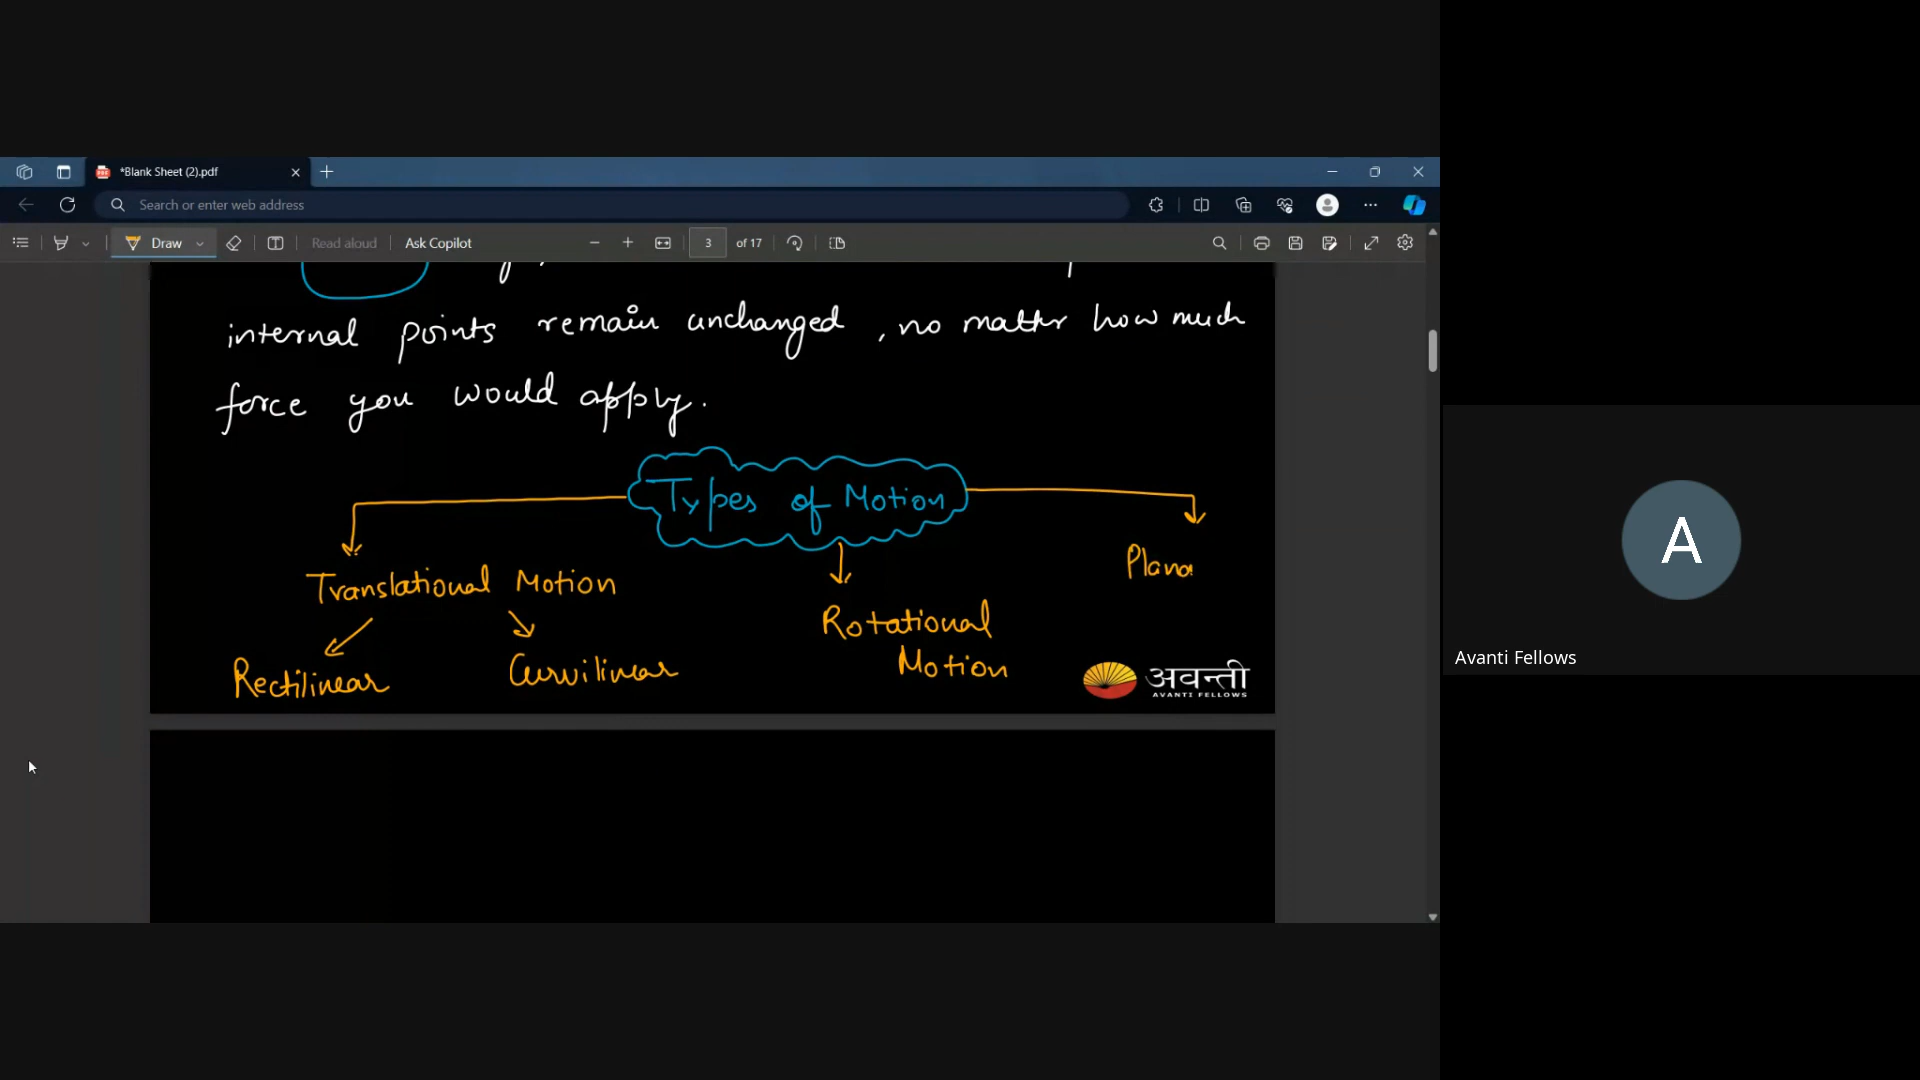 *Blank Sheet (2).pdf
Search or enter web address
Draw
Read aloud
Ask Copilot
3 of 17
internal points remain unchanged, no matter how much
force you would apply.
Types of Motion
Translational Motion
Rectilinear
Curvilinear
Rotational
Motion
Plana
अवन्ती
AVANTI FELLOWS
A
Avanti Fellows